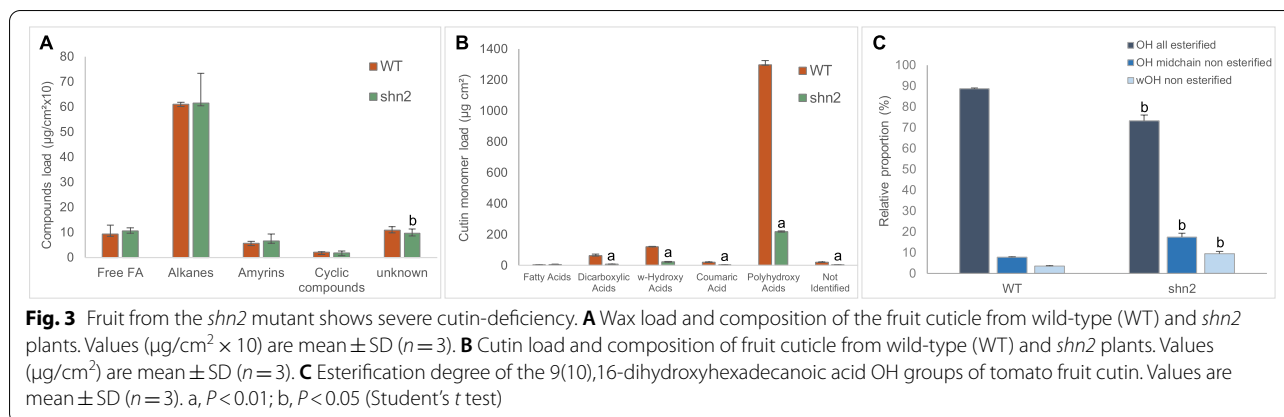 A
Compounds load (µg/cm²x10)
80
70
60
50
40
30
20
10
0
WT
shn2
b
Free FA
Alkanes
Amyrins
Cyclic
compounds
unknown
B
Cutin monomer load (µg cm²)
1400
1200
1000
800
600
400
200
0
WT
shn2
a
a
a
a
a
Fatty Acids
Dicarboxylic
Acids
w-Hydroxy
Acids
Coumaric
Acid
Polyhydroxy
Acids
Not
Identified
C
OH all esterified
OH midchain non esterified
wOH non esterified
Relative proportion (%)
100
90
80
70
60
50
40
30
20
10
0
b
b
b
WT
shn2
Fig. 3 Fruit from the shn2 mutant shows severe cutin-deficiency. A Wax load and composition of the fruit cuticle from wild-type (WT) and shn2
plants. Values (µg/cm² × 10) are mean ± SD (n = 3). B Cutin load and composition of fruit cuticle from wild-type (WT) and shn2 plants. Values
(µg/cm²) are mean ± SD (n = 3). C Esterification degree of the 9(10),16-dihydroxyhexadecanoic acid OH groups of tomato fruit cutin. Values are
mean ± SD (n = 3). a, P < 0.01; b, P < 0.05 (Student's t test)